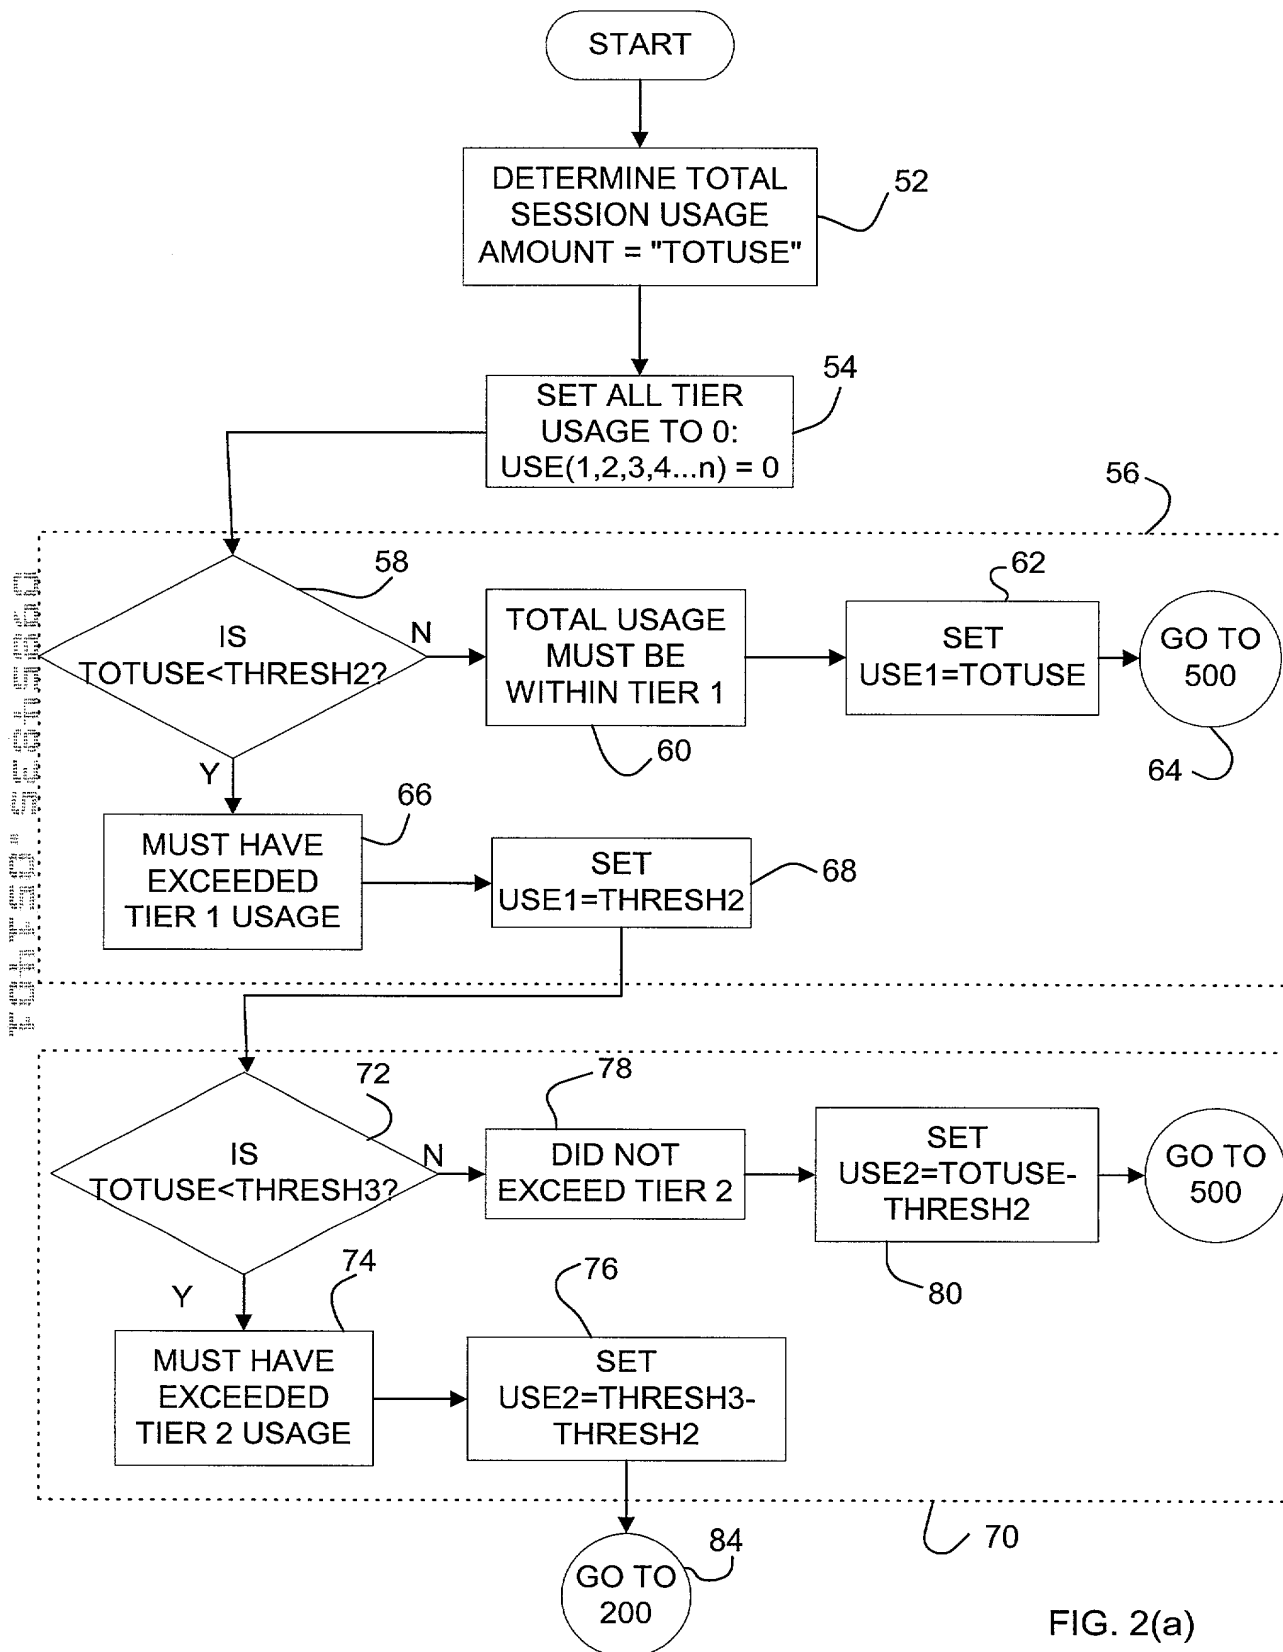 START
DETERMINE TOTAL
SESSION USAGE
AMOUNT = "TOTUSE"
52
SET ALL TIER
USAGE TO 0:
USE(1,2,3,4...n) = 0
54
56
IS
TOTUSE<THRESH2?
58
N
TOTAL USAGE
MUST BE
WITHIN TIER 1
60
SET
USE1=TOTUSE
62
GO TO
500
64
Y
MUST HAVE
EXCEEDED
TIER 1 USAGE
66
SET
USE1=THRESH2
68
IS
TOTUSE<THRESH3?
72
N
DID NOT
EXCEED TIER 2
78
SET
USE2=TOTUSE-
THRESH2
80
GO TO
500
Y
MUST HAVE
EXCEEDED
TIER 2 USAGE
74
SET
USE2=THRESH3-
THRESH2
76
70
GO TO
200
84
FIG. 2(a)